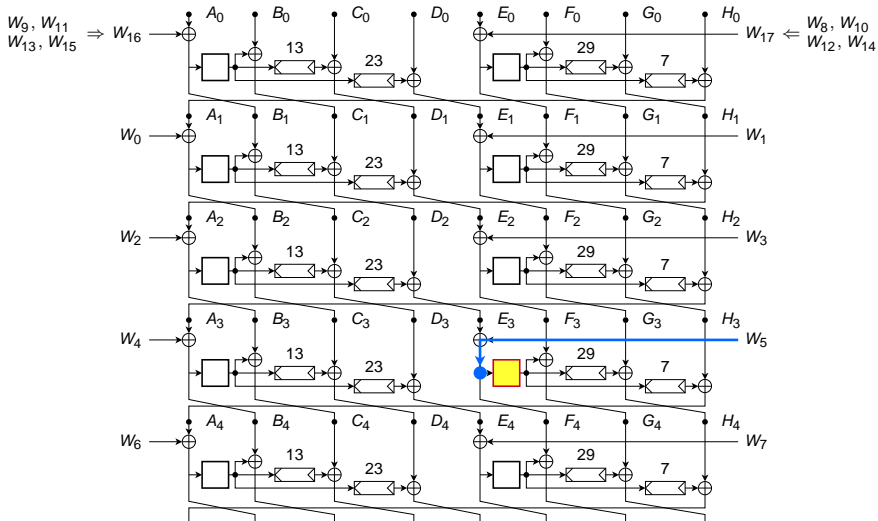 A0 B0 C0 D0 E0 F0 G0 H0
W9, W11
W13, W15 ⇒ W16
W17 ⇐ W8, W10
W12, W14
13 23 29 7
A1 B1 C1 D1 E1 F1 G1 H1
W0 W1
13 23 29 7
A2 B2 C2 D2 E2 F2 G2 H2
W2 W3
13 23 29 7
A3 B3 C3 D3 E3 F3 G3 H3
W4 W5
13 23 29 7
A4 B4 C4 D4 E4 F4 G4 H4
W6 W7
13 23 29 7